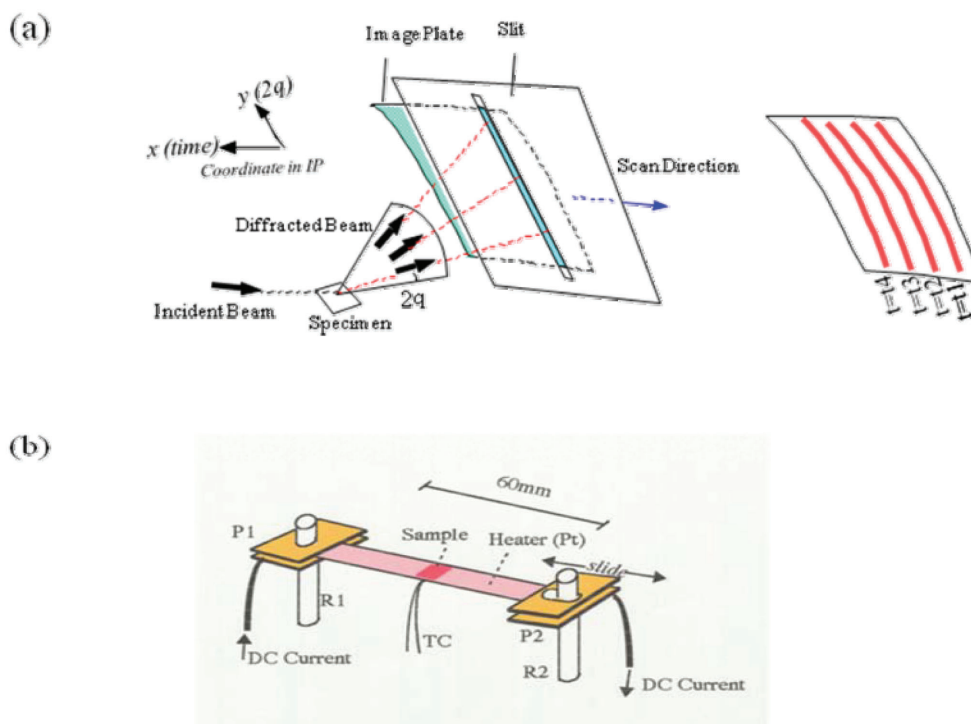 (a)
Image Plate
Slit
y (2q)
x (time)
Coordinate in IP
Scan Direction
Diffracted Beam
2q
Incident Beam
Specimen
t=t4
t=t3
t=t2
t=t1
(b)
60mm
P1
Sample
Heater (Pt)
slide
R1
TC
P2
DC Current
R2
DC Current